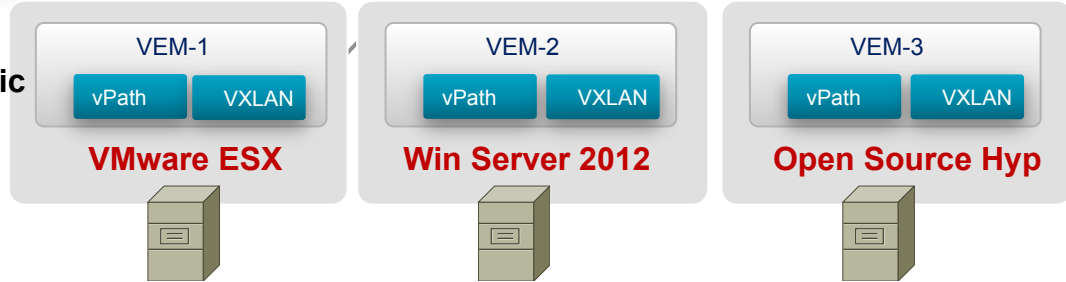 VEM-1
VEM-2
VEM-3
ic
vPath VXLAN
vPath VXLAN
vPath VXLAN
VMware ESX
Win Server 2012
Open Source Hyp